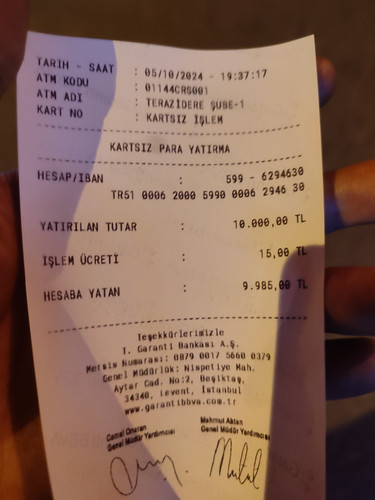 TARİH - SAAT : 05/10/2024 - 19:37:17
ATM KODU : 01144CRS001
ATM ADI : TERAZİDERE ŞUBE-1
KART NO : KARTSIZ İŞLEM
KARTSIZ PARA YATIRMA
HESAP/IBAN : 599 - 6294630
TR51 0006 2000 5990 0006 2946 30
YATIRILAN TUTAR : 10.000,00 TL
İŞLEM ÜCRETİ : 15,00 TL
HESABA YATAN : 9.985,00 TL
Teşekkürlerimizle
T. Garanti Bankası A.Ş.
Mersis Numarası: 0879 0017 5660 0379
Genel Müdürlük: Nispetiye Mah.
Aytar Cad. No:2, Beşiktaş,
34340, Levent, İstanbul
www.garantibbva.com.tr
Cemal Onaran
Genel Müdür Yardımcısı
Mahmut Akten
Genel Müdür Yardımcısı